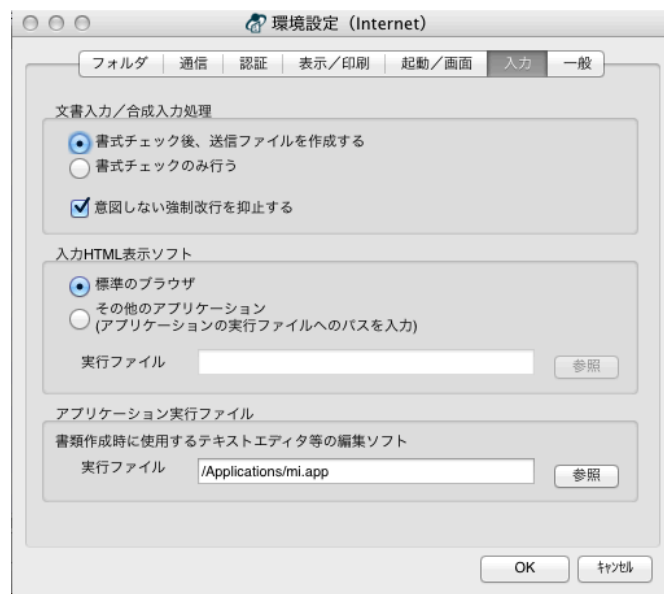 環境設定（Internet）
フォルダ 通信 認証 表示／印刷 起動／画面 入力 一般
文書入力／合成入力処理
書式チェック後、送信ファイルを作成する
書式チェックのみ行う
意図しない強制改行を抑止する
入力HTML表示ソフト
標準のブラウザ
その他のアプリケーション
(アプリケーションの実行ファイルへのパスを入力)
実行ファイル 参照
アプリケーション実行ファイル
書類作成時に使用するテキストエディタ等の編集ソフト
実行ファイル /Applications/mi.app 参照
OK ｷｬﾝｾﾙ